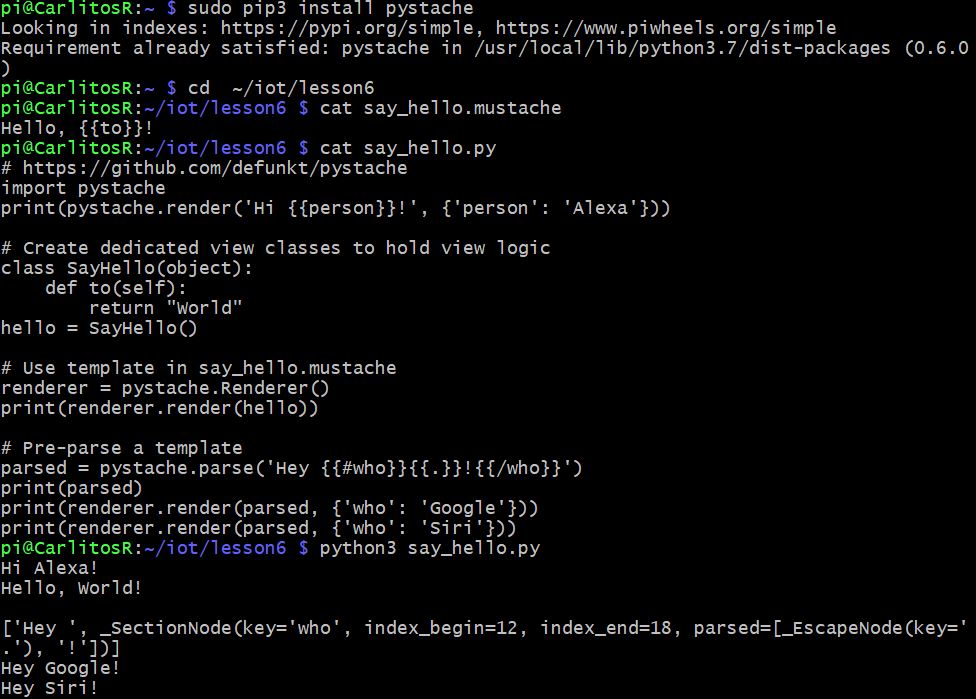 pi@CarlitosR:~ $ sudo pip3 install pystache
Looking in indexes: https://pypi.org/simple, https://www.piwheels.org/simple
Requirement already satisfied: pystache in /usr/local/lib/python3.7/dist-packages (0.6.0
)
pi@CarlitosR:~ $ cd  ~/iot/lesson6
pi@CarlitosR:~/iot/lesson6 $ cat say_hello.mustache
Hello, {{to}}!
pi@CarlitosR:~/iot/lesson6 $ cat say_hello.py
# https://github.com/defunkt/pystache
import pystache
print(pystache.render('Hi {{person}}!', {'person': 'Alexa'}))

# Create dedicated view classes to hold view logic
class SayHello(object):
    def to(self):
        return "World"
hello = SayHello()

# Use template in say_hello.mustache
renderer = pystache.Renderer()
print(renderer.render(hello))

# Pre-parse a template
parsed = pystache.parse('Hey {{#who}}{{.}}!{{/who}}')
print(parsed)
print(renderer.render(parsed, {'who': 'Google'}))
print(renderer.render(parsed, {'who': 'Siri'}))
pi@CarlitosR:~/iot/lesson6 $ python3 say_hello.py
Hi Alexa!
Hello, World!

['Hey ', _SectionNode(key='who', index_begin=12, index_end=18, parsed=[_EscapeNode(key='
.'), '!'])]
Hey Google!
Hey Siri!